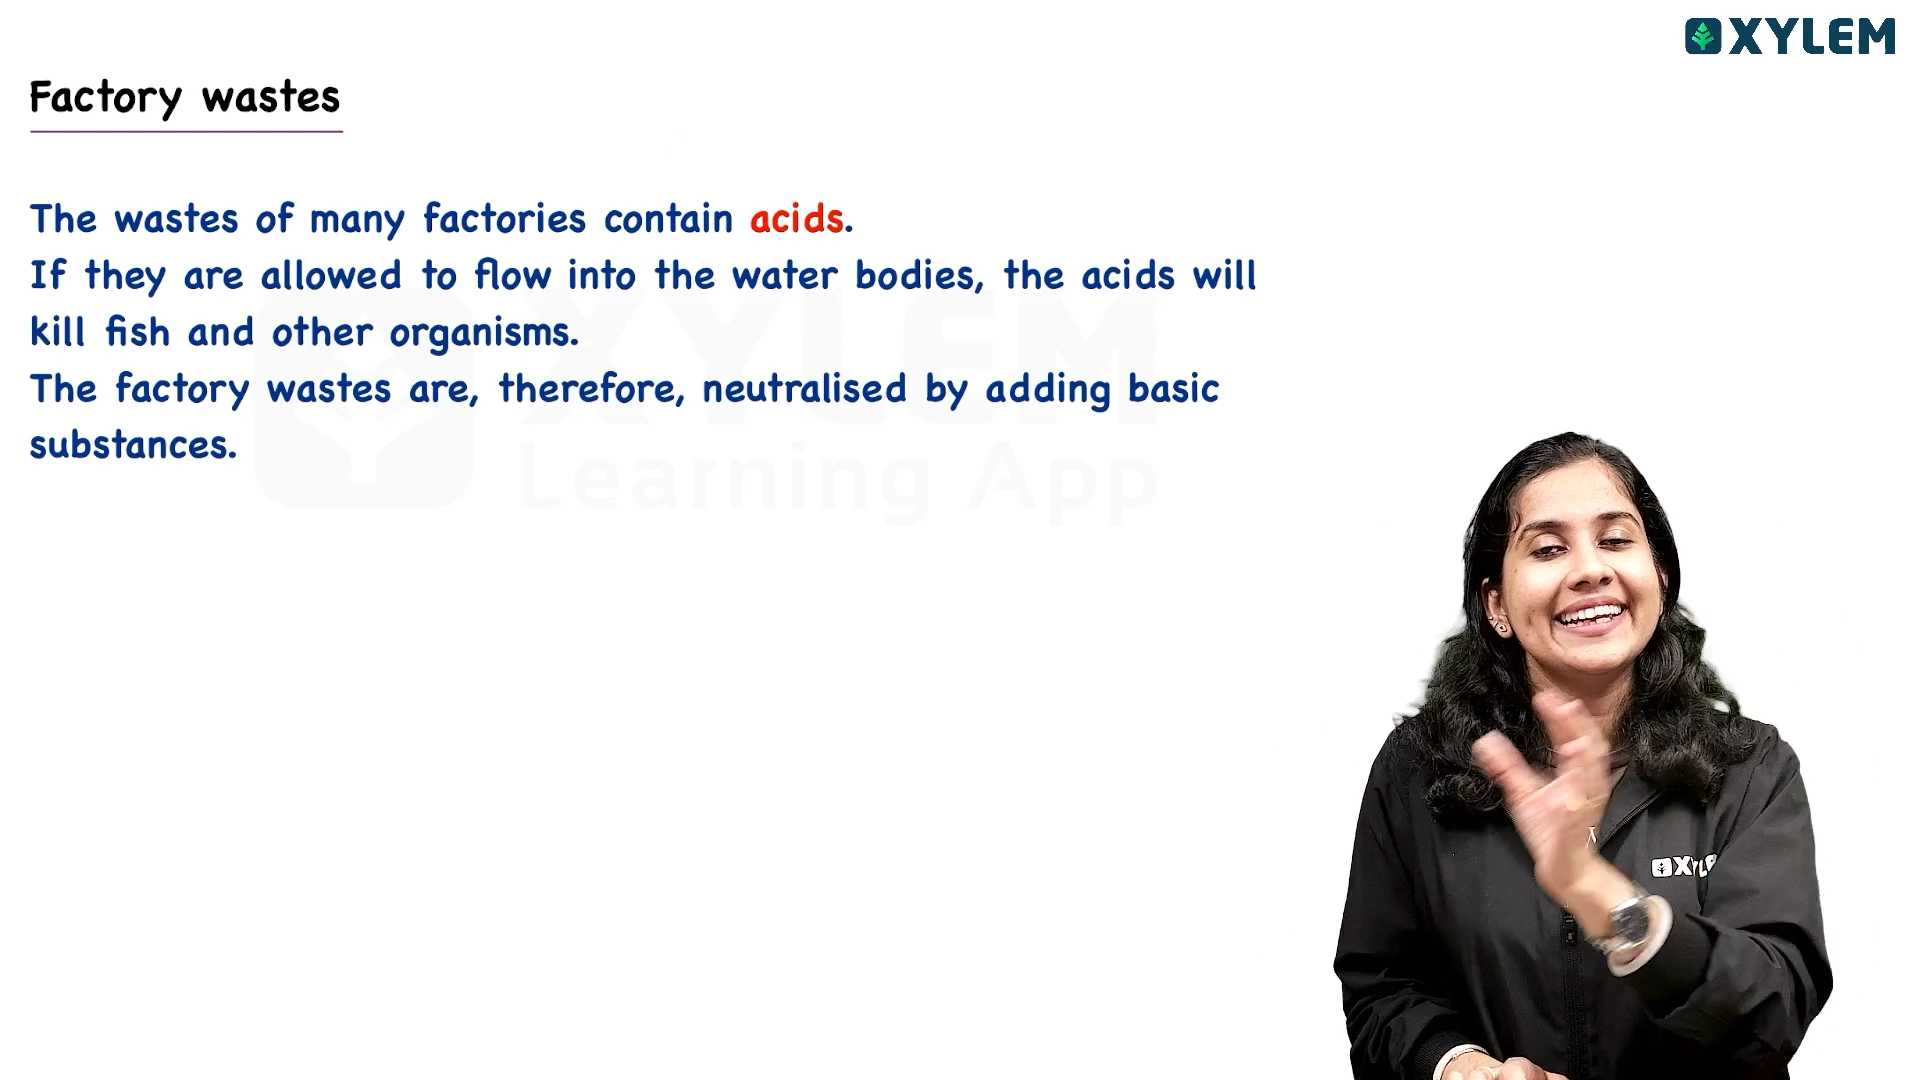 XYLEM
Factory wastes
The wastes of many factories contain acids.
If they are allowed to flow into the water bodies, the acids will
kill fish and other organisms.
The factory wastes are, therefore, neutralised by adding basic
substances.
XYLEM
Learning App